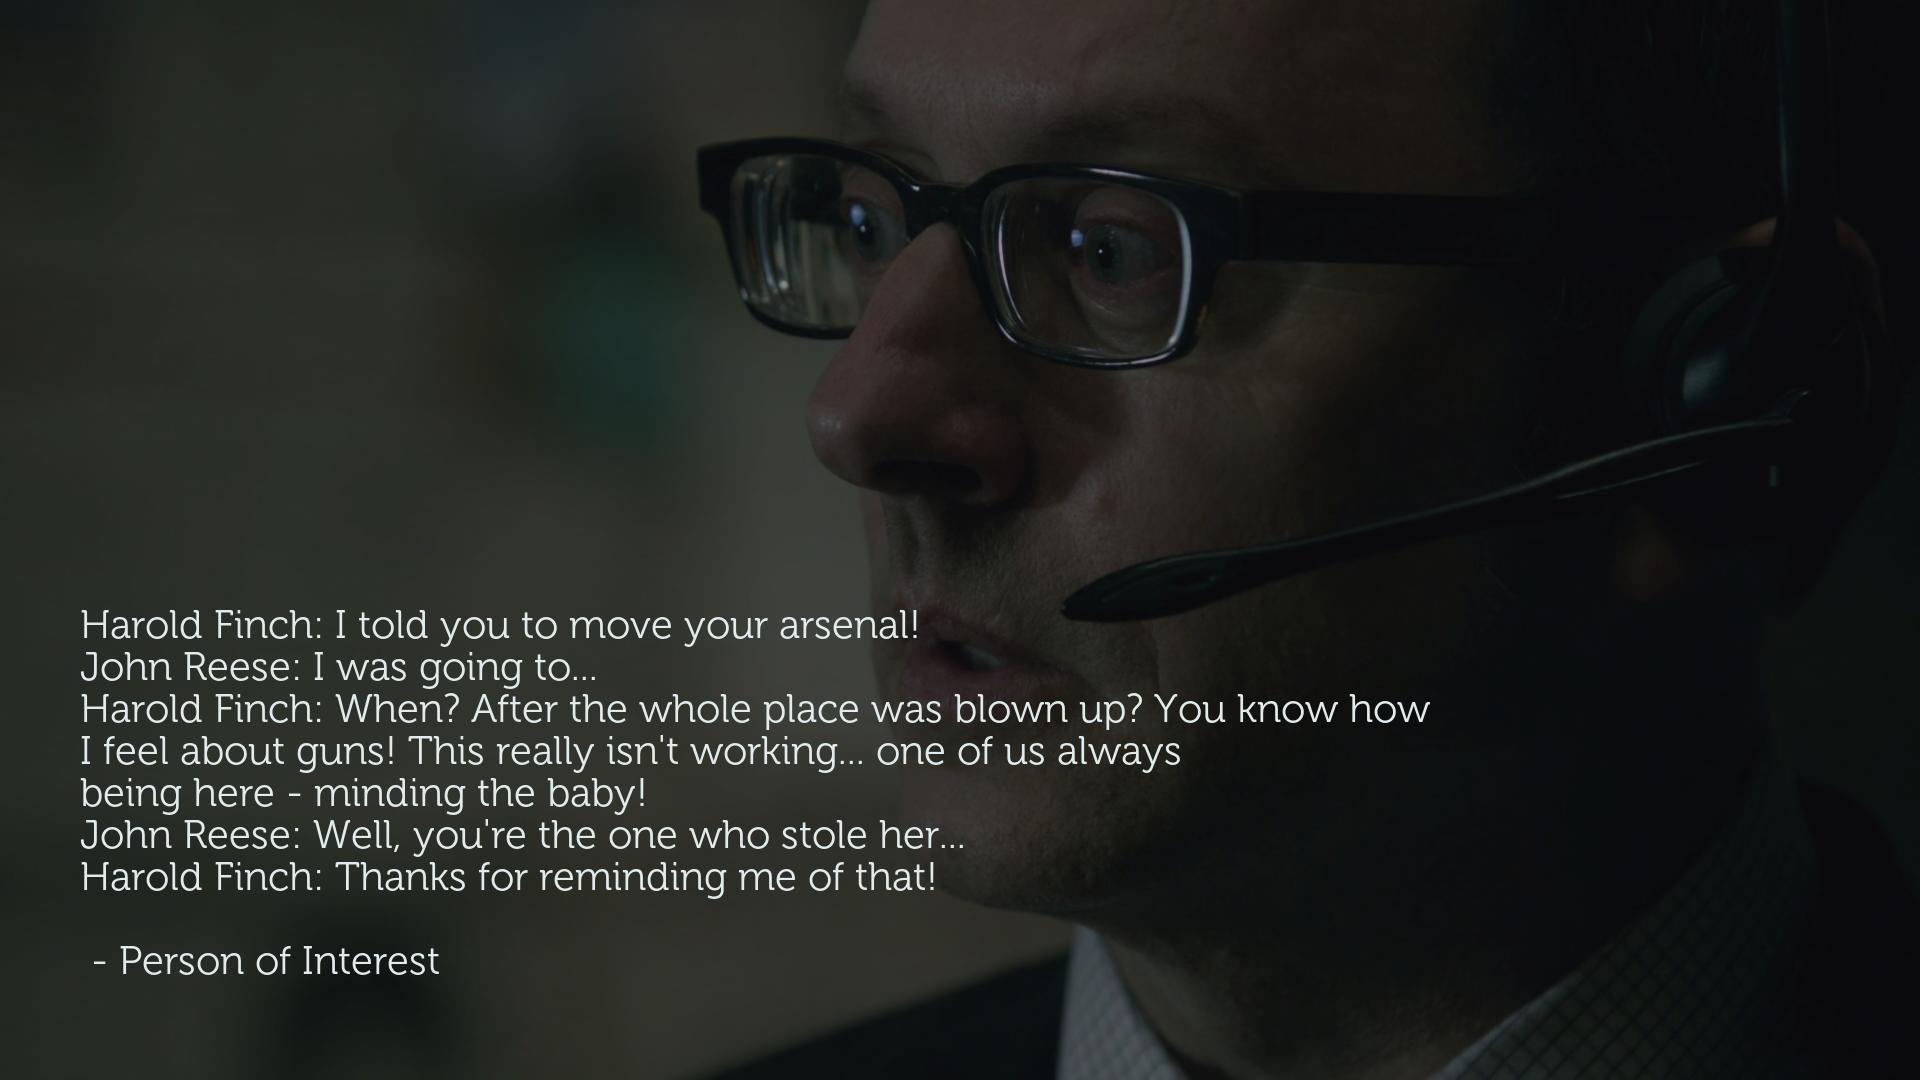 Harold Finch: I told you to move your arsenal!
John Reese: I was going to...
Harold Finch: When? After the whole place was blown up? You know how
I feel about guns! This really isn't working... one of us always
being here - minding the baby!
John Reese: Well, you're the one who stole her...
Harold Finch: Thanks for reminding me of that!
- Person of Interest